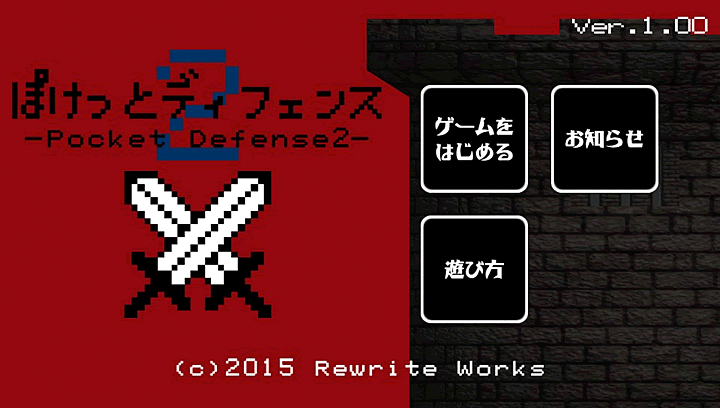 Ver.1.00
ぽけっとディフェンス
2
-Pocket Defense2-
ゲームを
はじめる
お知らせ
遊び方
(c)2015 Rewrite Works